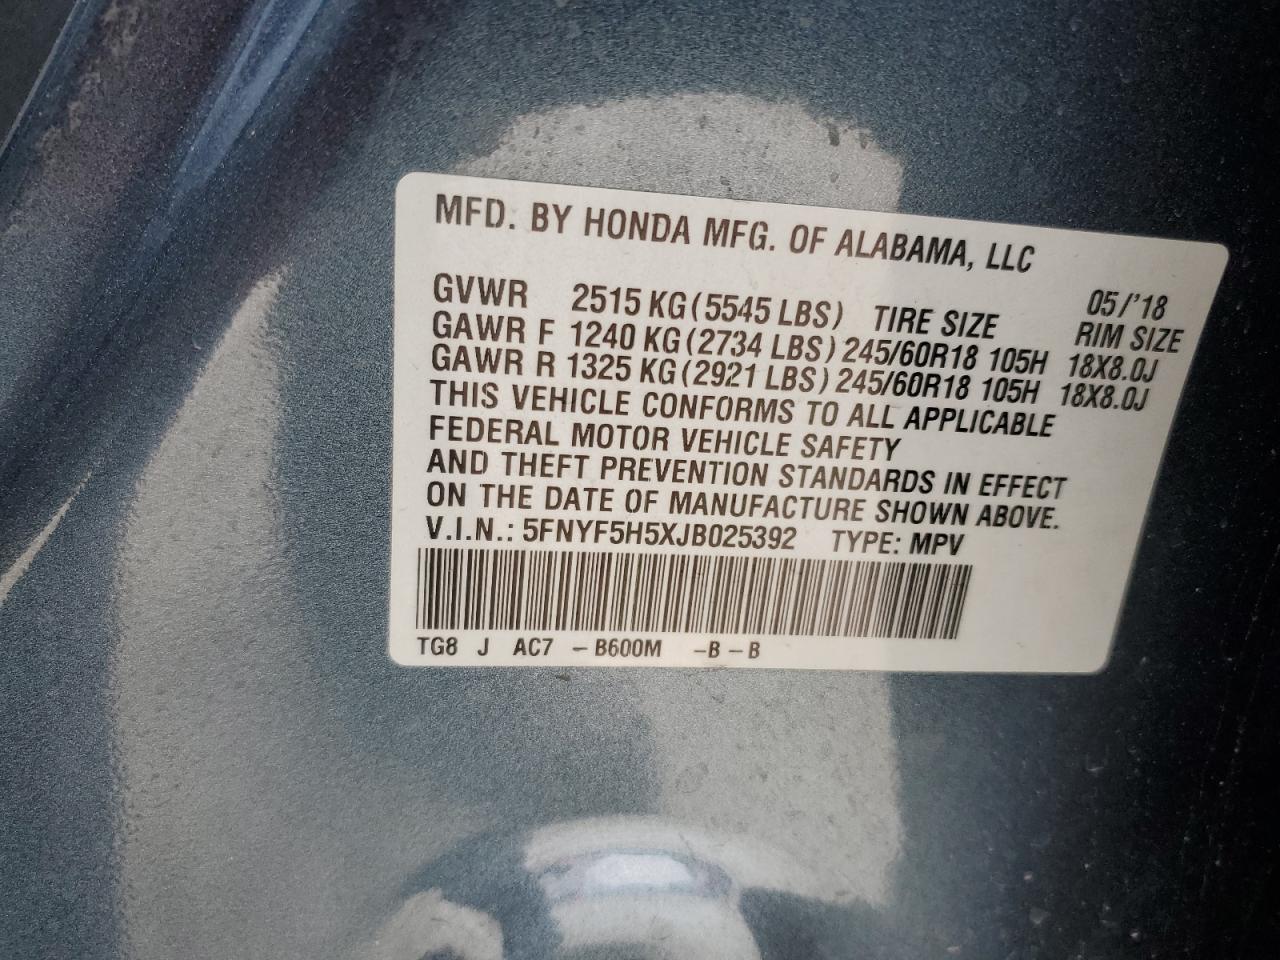 MFD. BY HONDA MFG. OF ALABAMA, LLC
05/'18
GVWR 2515 KG (5545 LBS) TIRE SIZE RIM SIZE
GAWR F 1240 KG (2734 LBS) 245/60R18 105H 18X8.0J
GAWR R 1325 KG (2921 LBS) 245/60R18 105H 18X8.0J
THIS VEHICLE CONFORMS TO ALL APPLICABLE
FEDERAL MOTOR VEHICLE SAFETY
AND THEFT PREVENTION STANDARDS IN EFFECT
ON THE DATE OF MANUFACTURE SHOWN ABOVE.
V.I.N.: 5FNYF5H5XJB025392 TYPE: MPV
TG8 J AC7 – B600M – B – B